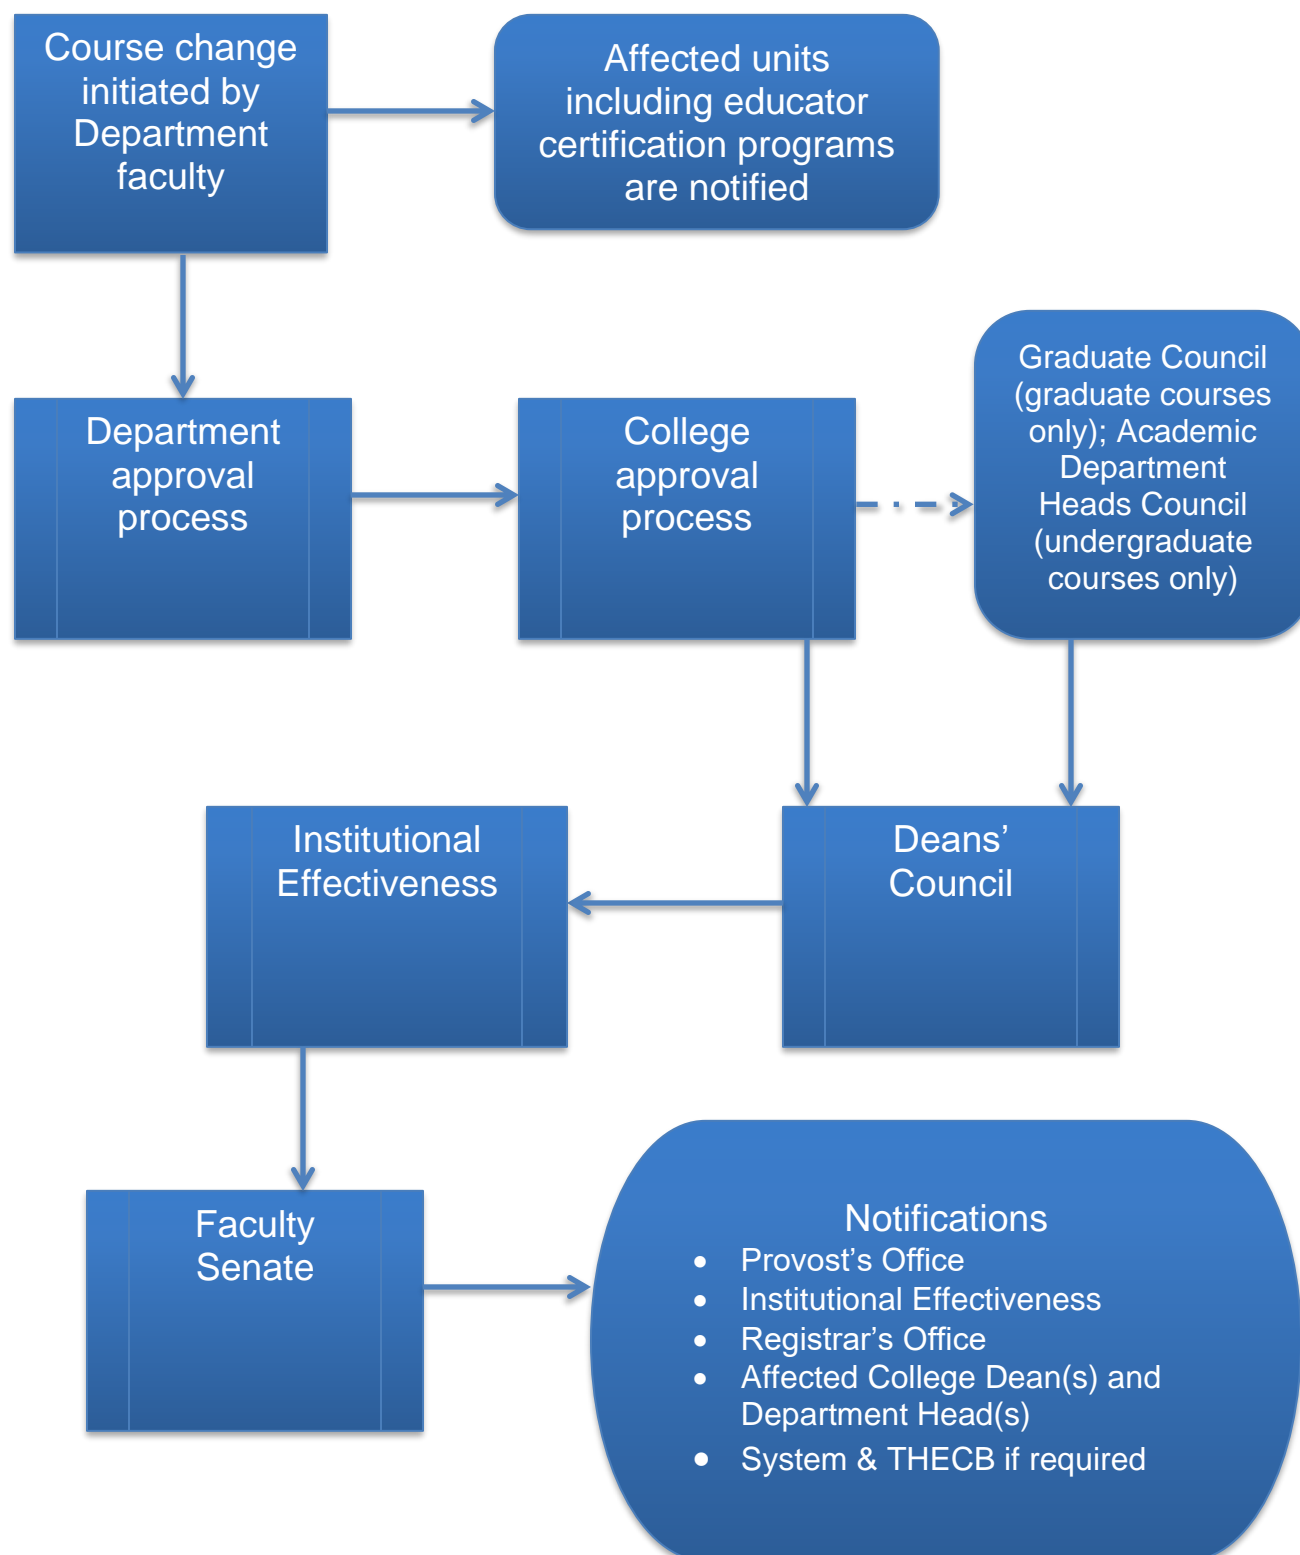 Course change
initiated by
Department
faculty
Affected units
including educator
certification programs
are notified
Department
approval
process
College
approval
process
Graduate Council
(graduate courses
only); Academic
Department
Heads Council
(undergraduate
courses only)
Institutional
Effectiveness
Deans’
Council
Faculty
Senate
Notifications
• Provost’s Office
• Institutional Effectiveness
• Registrar’s Office
• Affected College Dean(s) and
Department Head(s)
• System & THECB if required